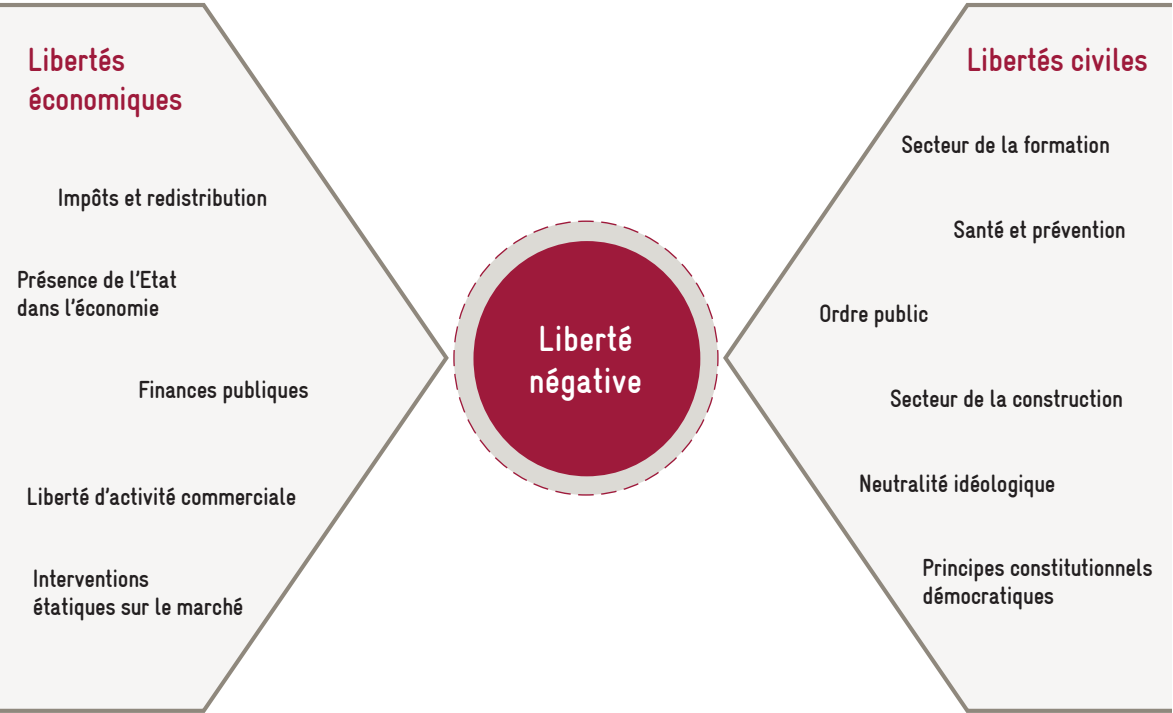 Libertés
économiques
Impôts et redistribution
Présence de l'Etat
dans l'économie
Finances publiques
Liberté d'activité commerciale
Interventions
étatiques sur le marché
Liberté
négative
Libertés civiles
Secteur de la formation
Santé et prévention
Ordre public
Secteur de la construction
Neutralité idéologique
Principes constitutionnels
démocratiques